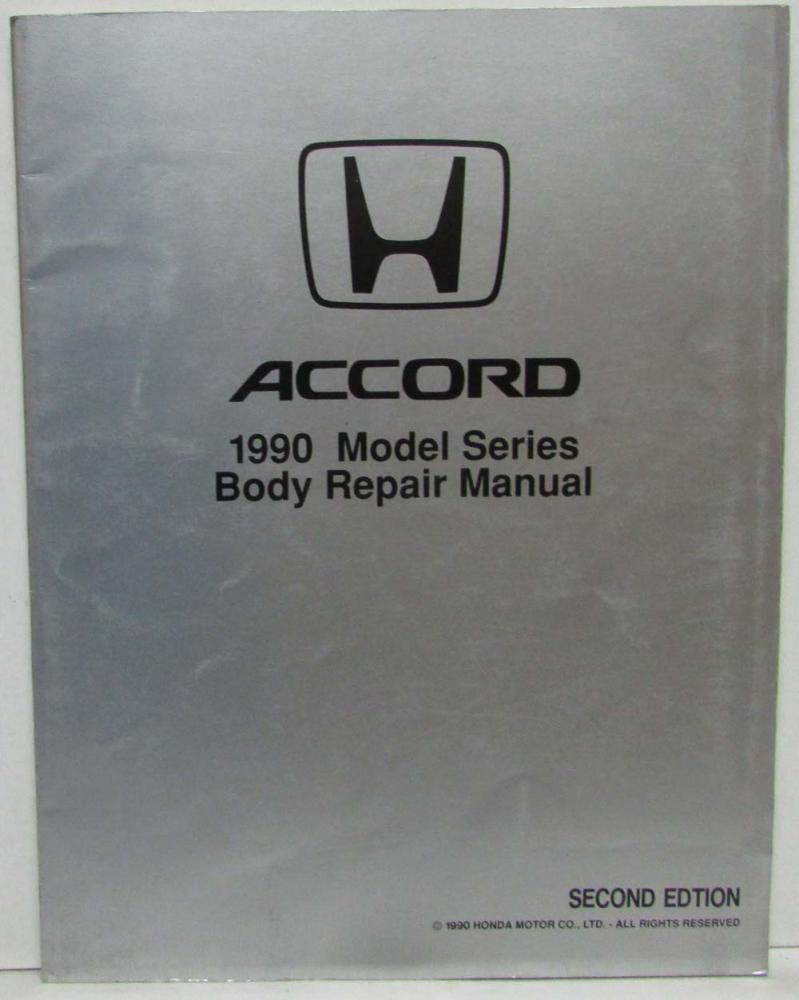 ACCORD
1990 Model Series
Body Repair Manual
SECOND EDTION
© 1990 HONDA MOTOR CO., LTD. - ALL RIGHTS RESERVED